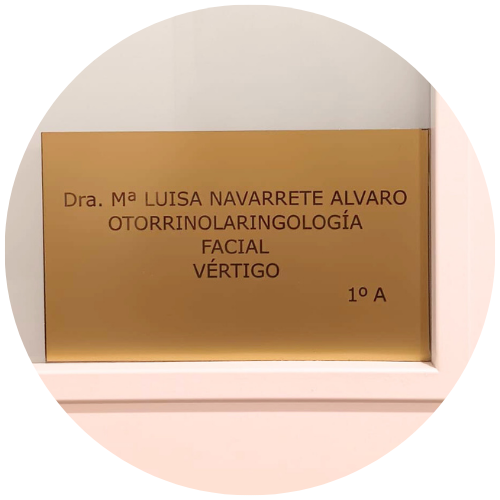 Dra. Mª LUISA NAVARRETE ALVARO
OTORRINOLARINGOLOGÍA
FACIAL
VÉRTIGO
1º A